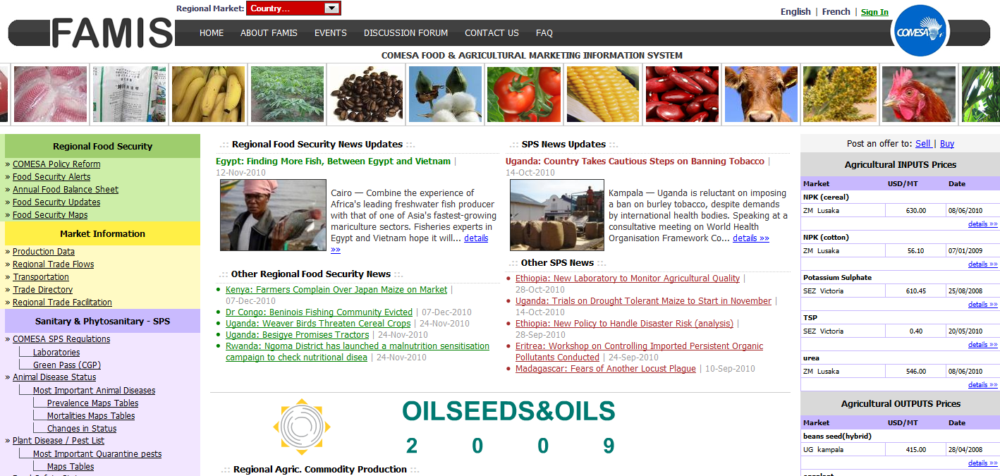 Regional Market: Country...
English | French | Sign In
FAMIS
HOME ABOUT FAMIS EVENTS DISCUSSION FORUM CONTACT US FAQ
COMESA
COMESA FOOD & AGRICULTURAL MARKETING INFORMATION SYSTEM
Regional Food Security
» COMESA Policy Reform
» Food Security Alerts
» Annual Food Balance Sheet
» Food Security Updates
» Food Security Maps
Market Information
» Production Data
» Regional Trade Flows
» Transportation
» Trade Directory
» Regional Trade Facilitation
Sanitary & Phytosanitary - SPS
» COMESA SPS Regulations
Laboratories
Green Pass (CGP)
» Animal Disease Status
Most Important Animal Diseases
Prevalence Maps Tables
Mortalities Maps Tables
Changes in Status
» Plant Disease / Pest List
Most Important Quarantine pests
Maps Tables
.:: Regional Food Security News Updates ::.
Egypt: Finding More Fish, Between Egypt and Vietnam |
12-Nov-2010
Cairo — Combine the experience of
Africa's leading freshwater fish producer
with that of one of Asia's fastest-growing
mariculture sectors. Fisheries experts in
Egypt and Vietnam hope it will... details
»»
.:: Other Regional Food Security News ::.
• Kenya: Farmers Complain Over Japan Maize on Market |
07-Dec-2010
• Dr Congo: Beninois Fishing Community Evicted | 07-Dec-2010
• Uganda: Weaver Birds Threaten Cereal Crops | 24-Nov-2010
• Uganda: Besigye Promises Tractors | 24-Nov-2010
• Rwanda: Ngoma District has launched a malnutrition sensitisation
campaign to check nutritional disea | 24-Nov-2010
.:: SPS News Updates ::.
Uganda: Country Takes Cautious Steps on Banning Tobacco |
14-Oct-2010
Kampala — Uganda is reluctant on imposing
a ban on burley tobacco, despite demands
by international health bodies. Speaking at a
consultative meeting on World Health
Organisation Framework Co... details »»
.:: Other SPS News ::.
• Ethiopia: New Laboratory to Monitor Agricultural Quality |
28-Oct-2010
• Uganda: Trials on Drought Tolerant Maize to Start in November |
14-Oct-2010
• Ethiopia: New Policy to Handle Disaster Risk (analysis) |
28-Sep-2010
• Eritrea: Workshop on Controlling Imported Persistent Organic
Pollutants Conducted | 24-Sep-2010
• Madagascar: Fears of Another Locust Plague | 10-Sep-2010
OILSEEDS&OILS
2 0 0 9
.:: Regional Agric. Commodity Production ::.
Post an offer to: Sell | Buy
Agricultural INPUTS Prices
Market USD/MT Date
NPK (cereal)
ZM Lusaka 630.00 08/06/2010
details »»
NPK (cotton)
ZM Lusaka 56.10 07/01/2009
details »»
Potassium Sulphate
SEZ Victoria 610.45 25/08/2008
details »»
TSP
SEZ Victoria 0.40 20/05/2010
details »»
urea
ZM Lusaka 546.00 08/06/2010
details »»
Agricultural OUTPUTS Prices
Market USD/MT Date
beans seed(hybrid)
UG kampala 415.00 28/04/2008
details »»